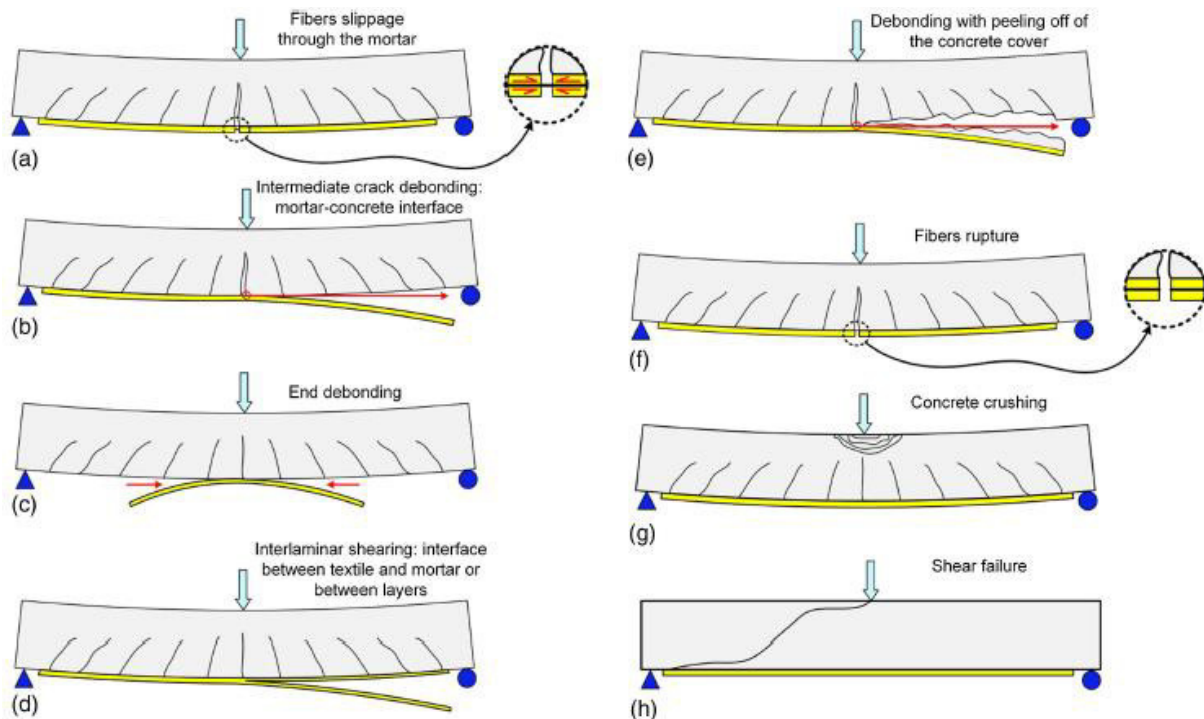 Fibers slippage
through the mortar
(a)
Intermediate crack debonding:
mortar-concrete interface
(b)
End debonding
(c)
Interlaminar shearing: interface
between textile and mortar or
between layers
(d)
Debonding with peeling off of
the concrete cover
(e)
Fibers rupture
(f)
Concrete crushing
(g)
Shear failure
(h)